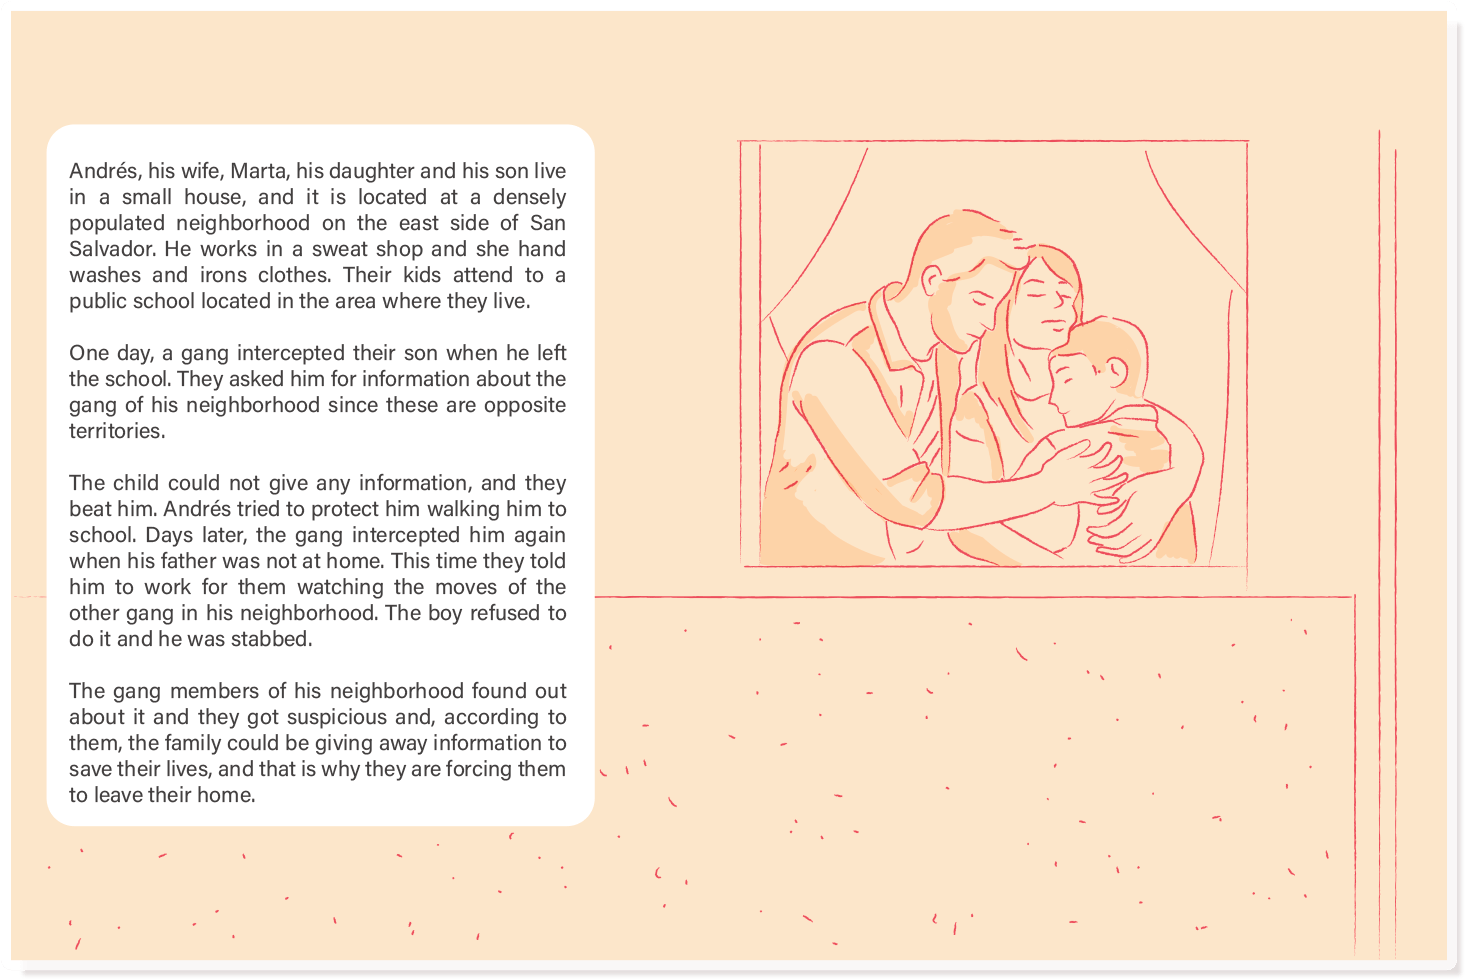 Andrés, his wife, Marta, his daughter and his son live
in a small house, and it is located at a densely
populated neighborhood on the east side of San
Salvador. He works in a sweat shop and she hand
washes and irons clothes. Their kids attend to a
public school located in the area where they live.
One day, a gang intercepted their son when he left
the school. They asked him for information about the
gang of his neighborhood since these are opposite
territories.
The child could not give any information, and they
beat him. Andrés tried to protect him walking him to
school. Days later, the gang intercepted him again
when his father was not at home. This time they told
him to work for them watching the moves of the
other gang in his neighborhood. The boy refused to
do it and he was stabbed.
The gang members of his neighborhood found out
about it and they got suspicious and, according to
them, the family could be giving away information to
save their lives, and that is why they are forcing them
to leave their home.